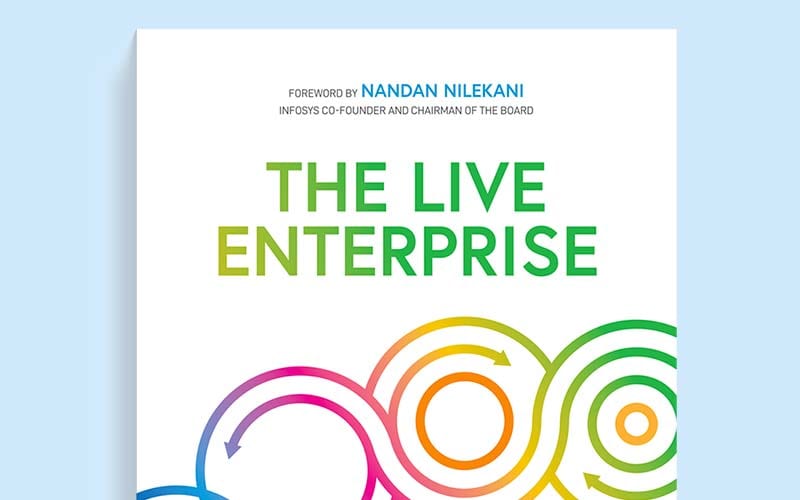 FOREWORD BY NANDAN NILEKANI
INFOSYS CO-FOUNDER AND CHAIRMAN OF THE BOARD
THE LIVE
ENTERPRISE